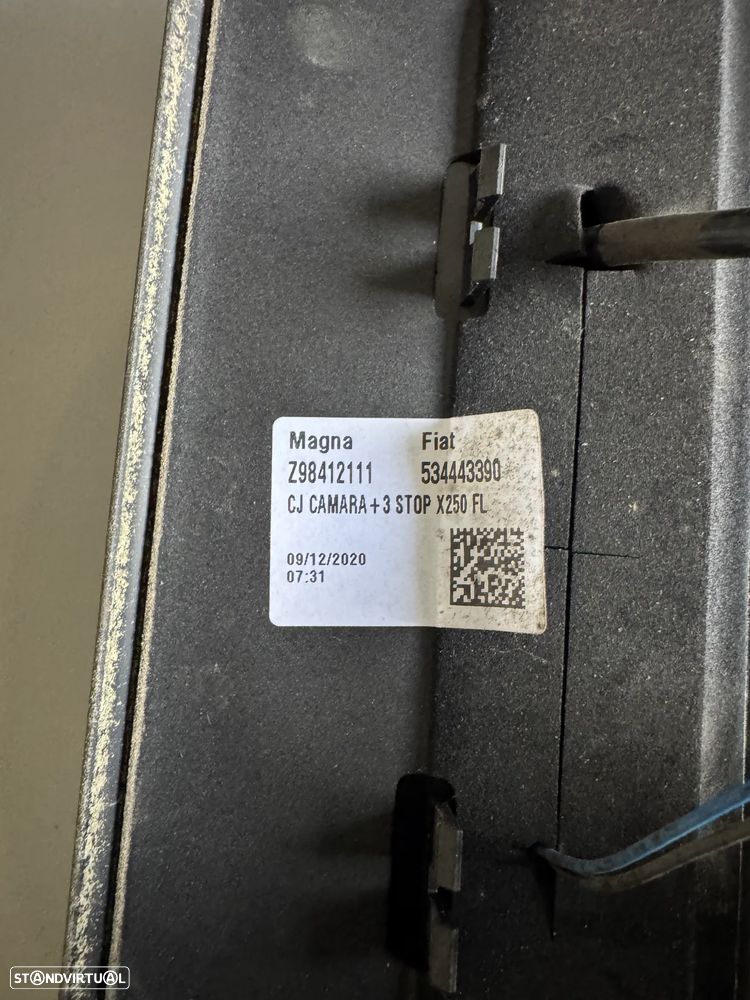 Magna Fiat
Z98412111 534443390
CJ CAMARA+3 STOP X250 FL
09/12/2020
07:31
STANDVIRTUAL